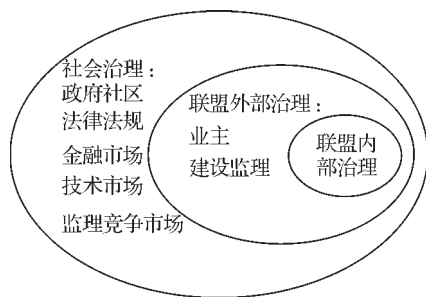 社会治理：
政府社区
法律法规
金融市场
技术市场
监理竞争市场
联盟外部治理：
业主
建设监理
联盟内
部治理